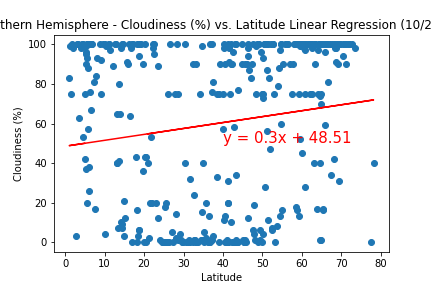 thern Hemisphere - Cloudiness (%) vs. Latitude Linear Regression (10/2
100
80
60
40
20
0
Cloudiness (%)
y = 0.3x + 48.51
0 10 20 30 40 50 60 70 80
Latitude